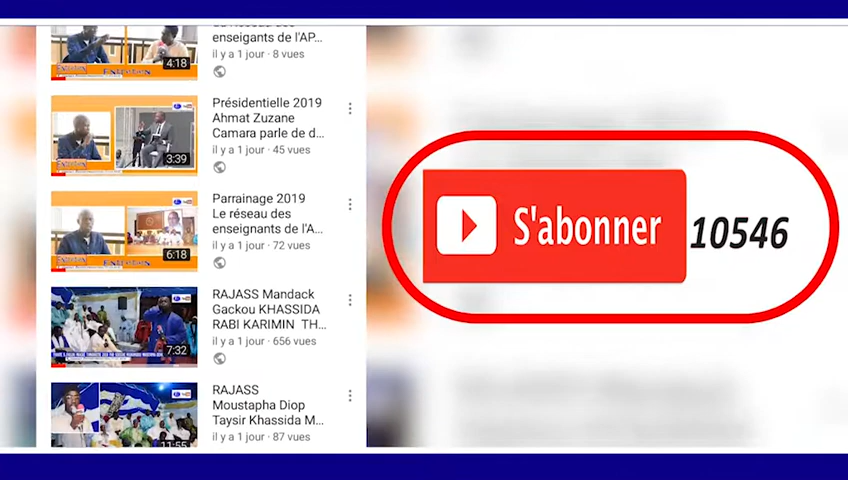 enseigants de l'AP...
il y a 1 jour · 8 vues
4:18
Présidentielle 2019
Ahmat Zuzane
Camara parle de d...
il y a 1 jour · 45 vues
3:39
Parrainage 2019
Le réseau des
enseignants de l'A...
il y a 1 jour · 72 vues
6:18
RAJASS Mandack
Gackou KHASSIDA
RABI KARIMIN TH...
il y a 1 jour · 656 vues
7:32
RAJASS
Moustapha Diop
Taysir Khassida M...
il y a 1 jour · 87 vues
11:55
S'abonner 10546